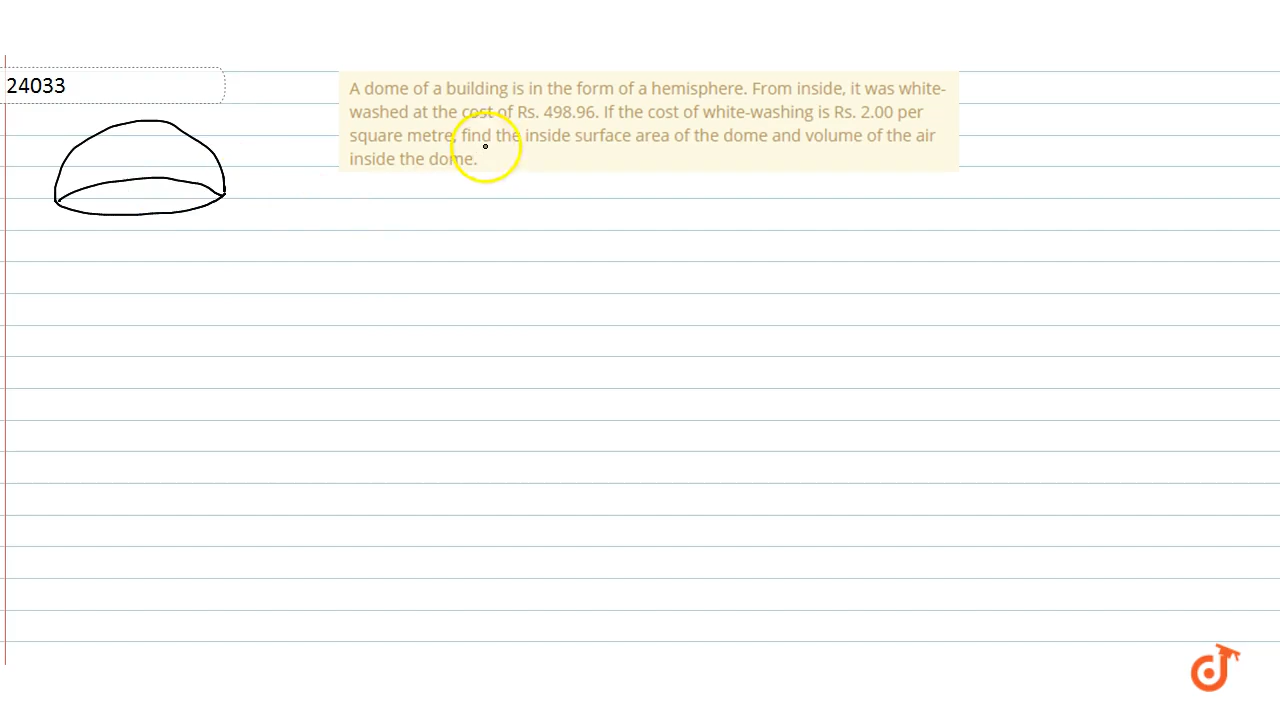 24033
A dome of a building is in the form of a hemisphere. From inside, it was white-
washed at the cost of Rs. 498.96. If the cost of white-washing is Rs. 2.00 per
square metre, find the inside surface area of the dome and volume of the air
inside the dome.